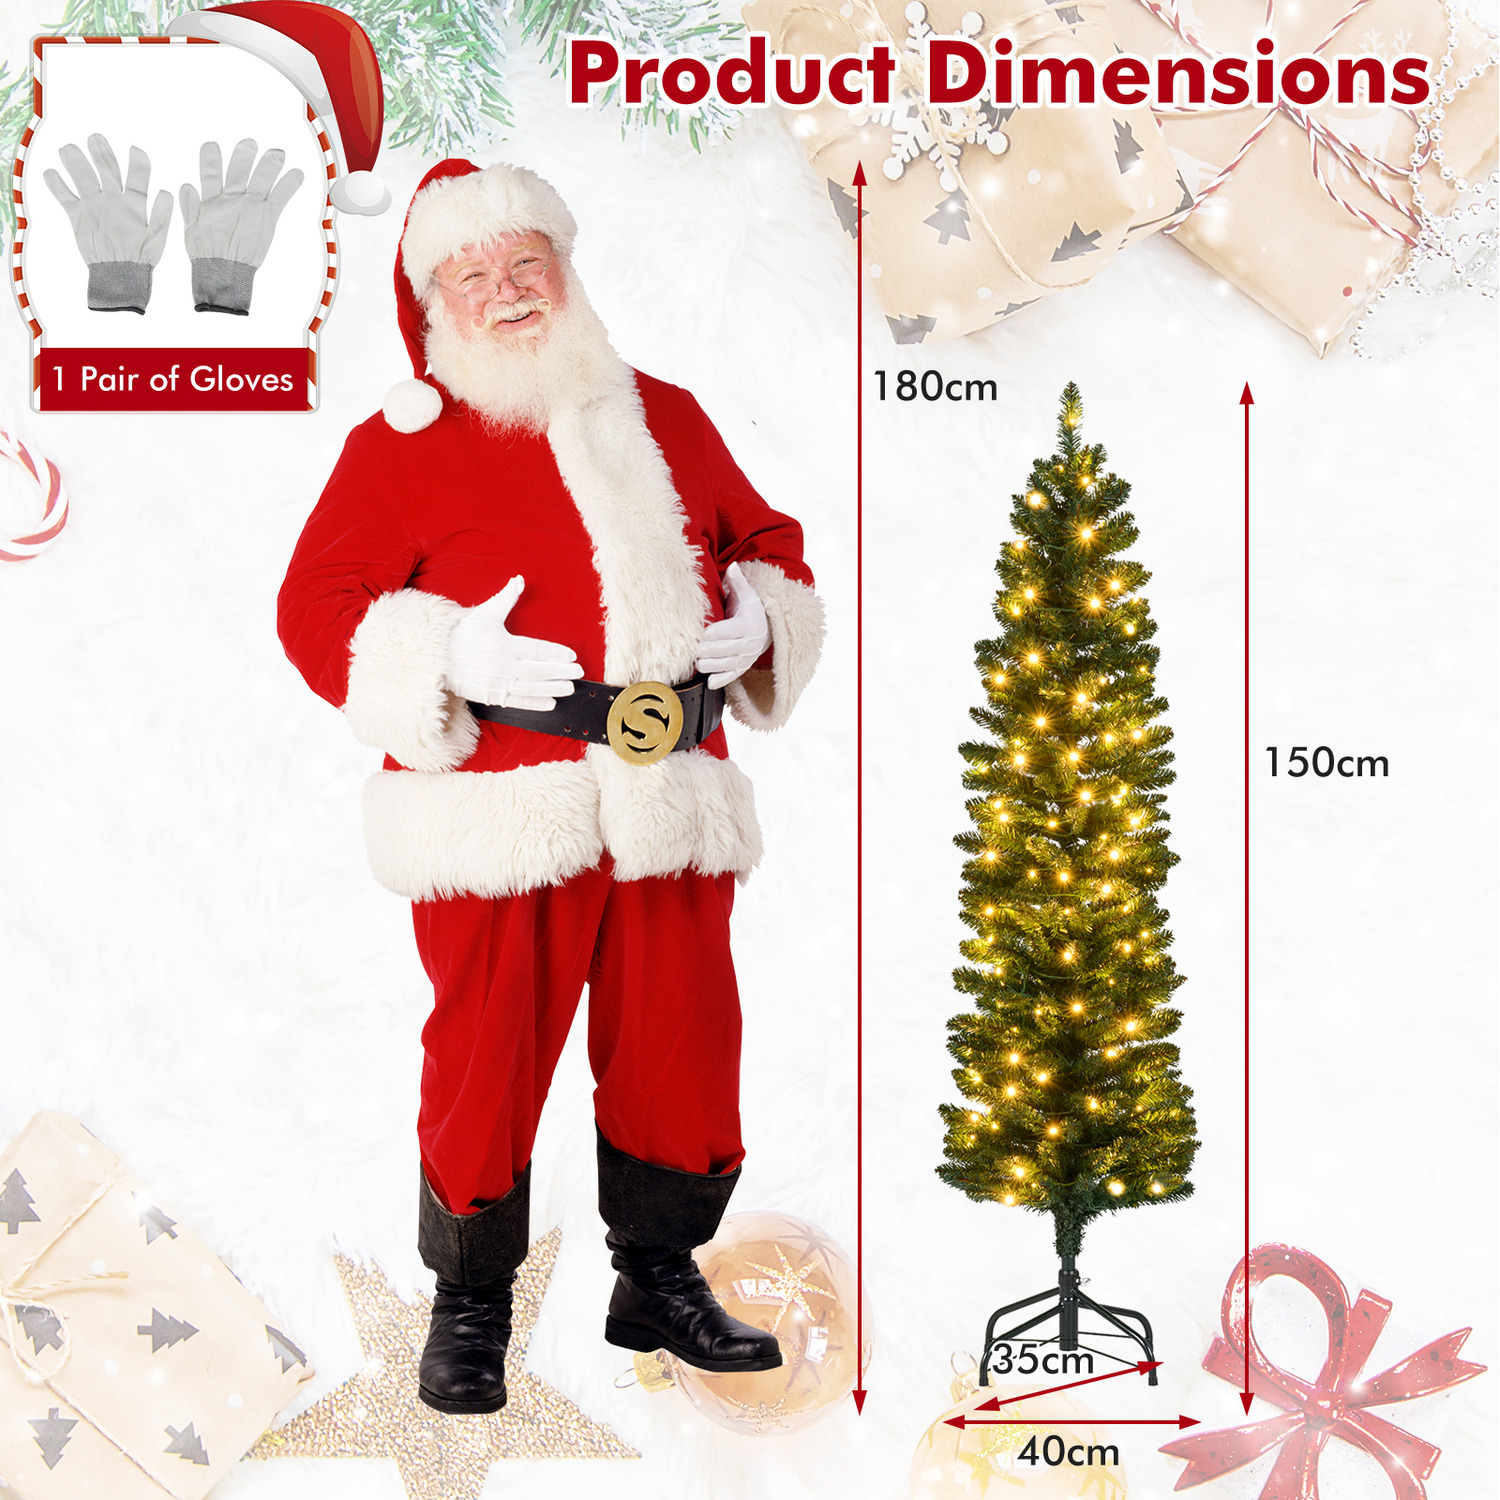 Product Dimensions
1 Pair of Gloves
180cm
150cm
S
35cm
40cm